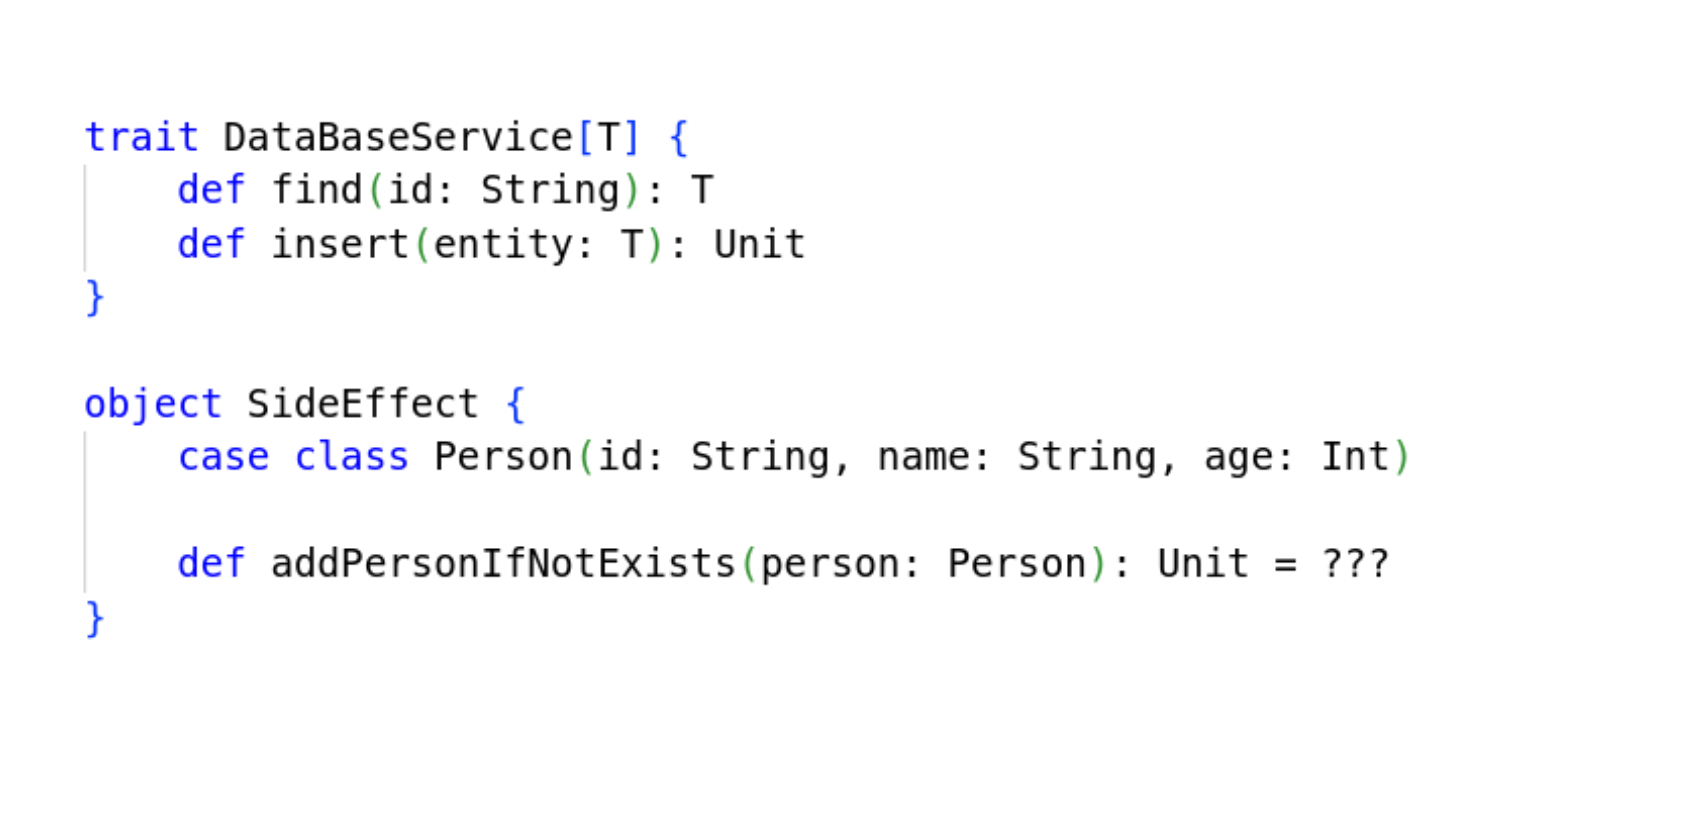 trait DataBaseService[T] {
    def find(id: String): T
    def insert(entity: T): Unit
}

object SideEffect {
    case class Person(id: String, name: String, age: Int)

    def addPersonIfNotExists(person: Person): Unit = ???
}